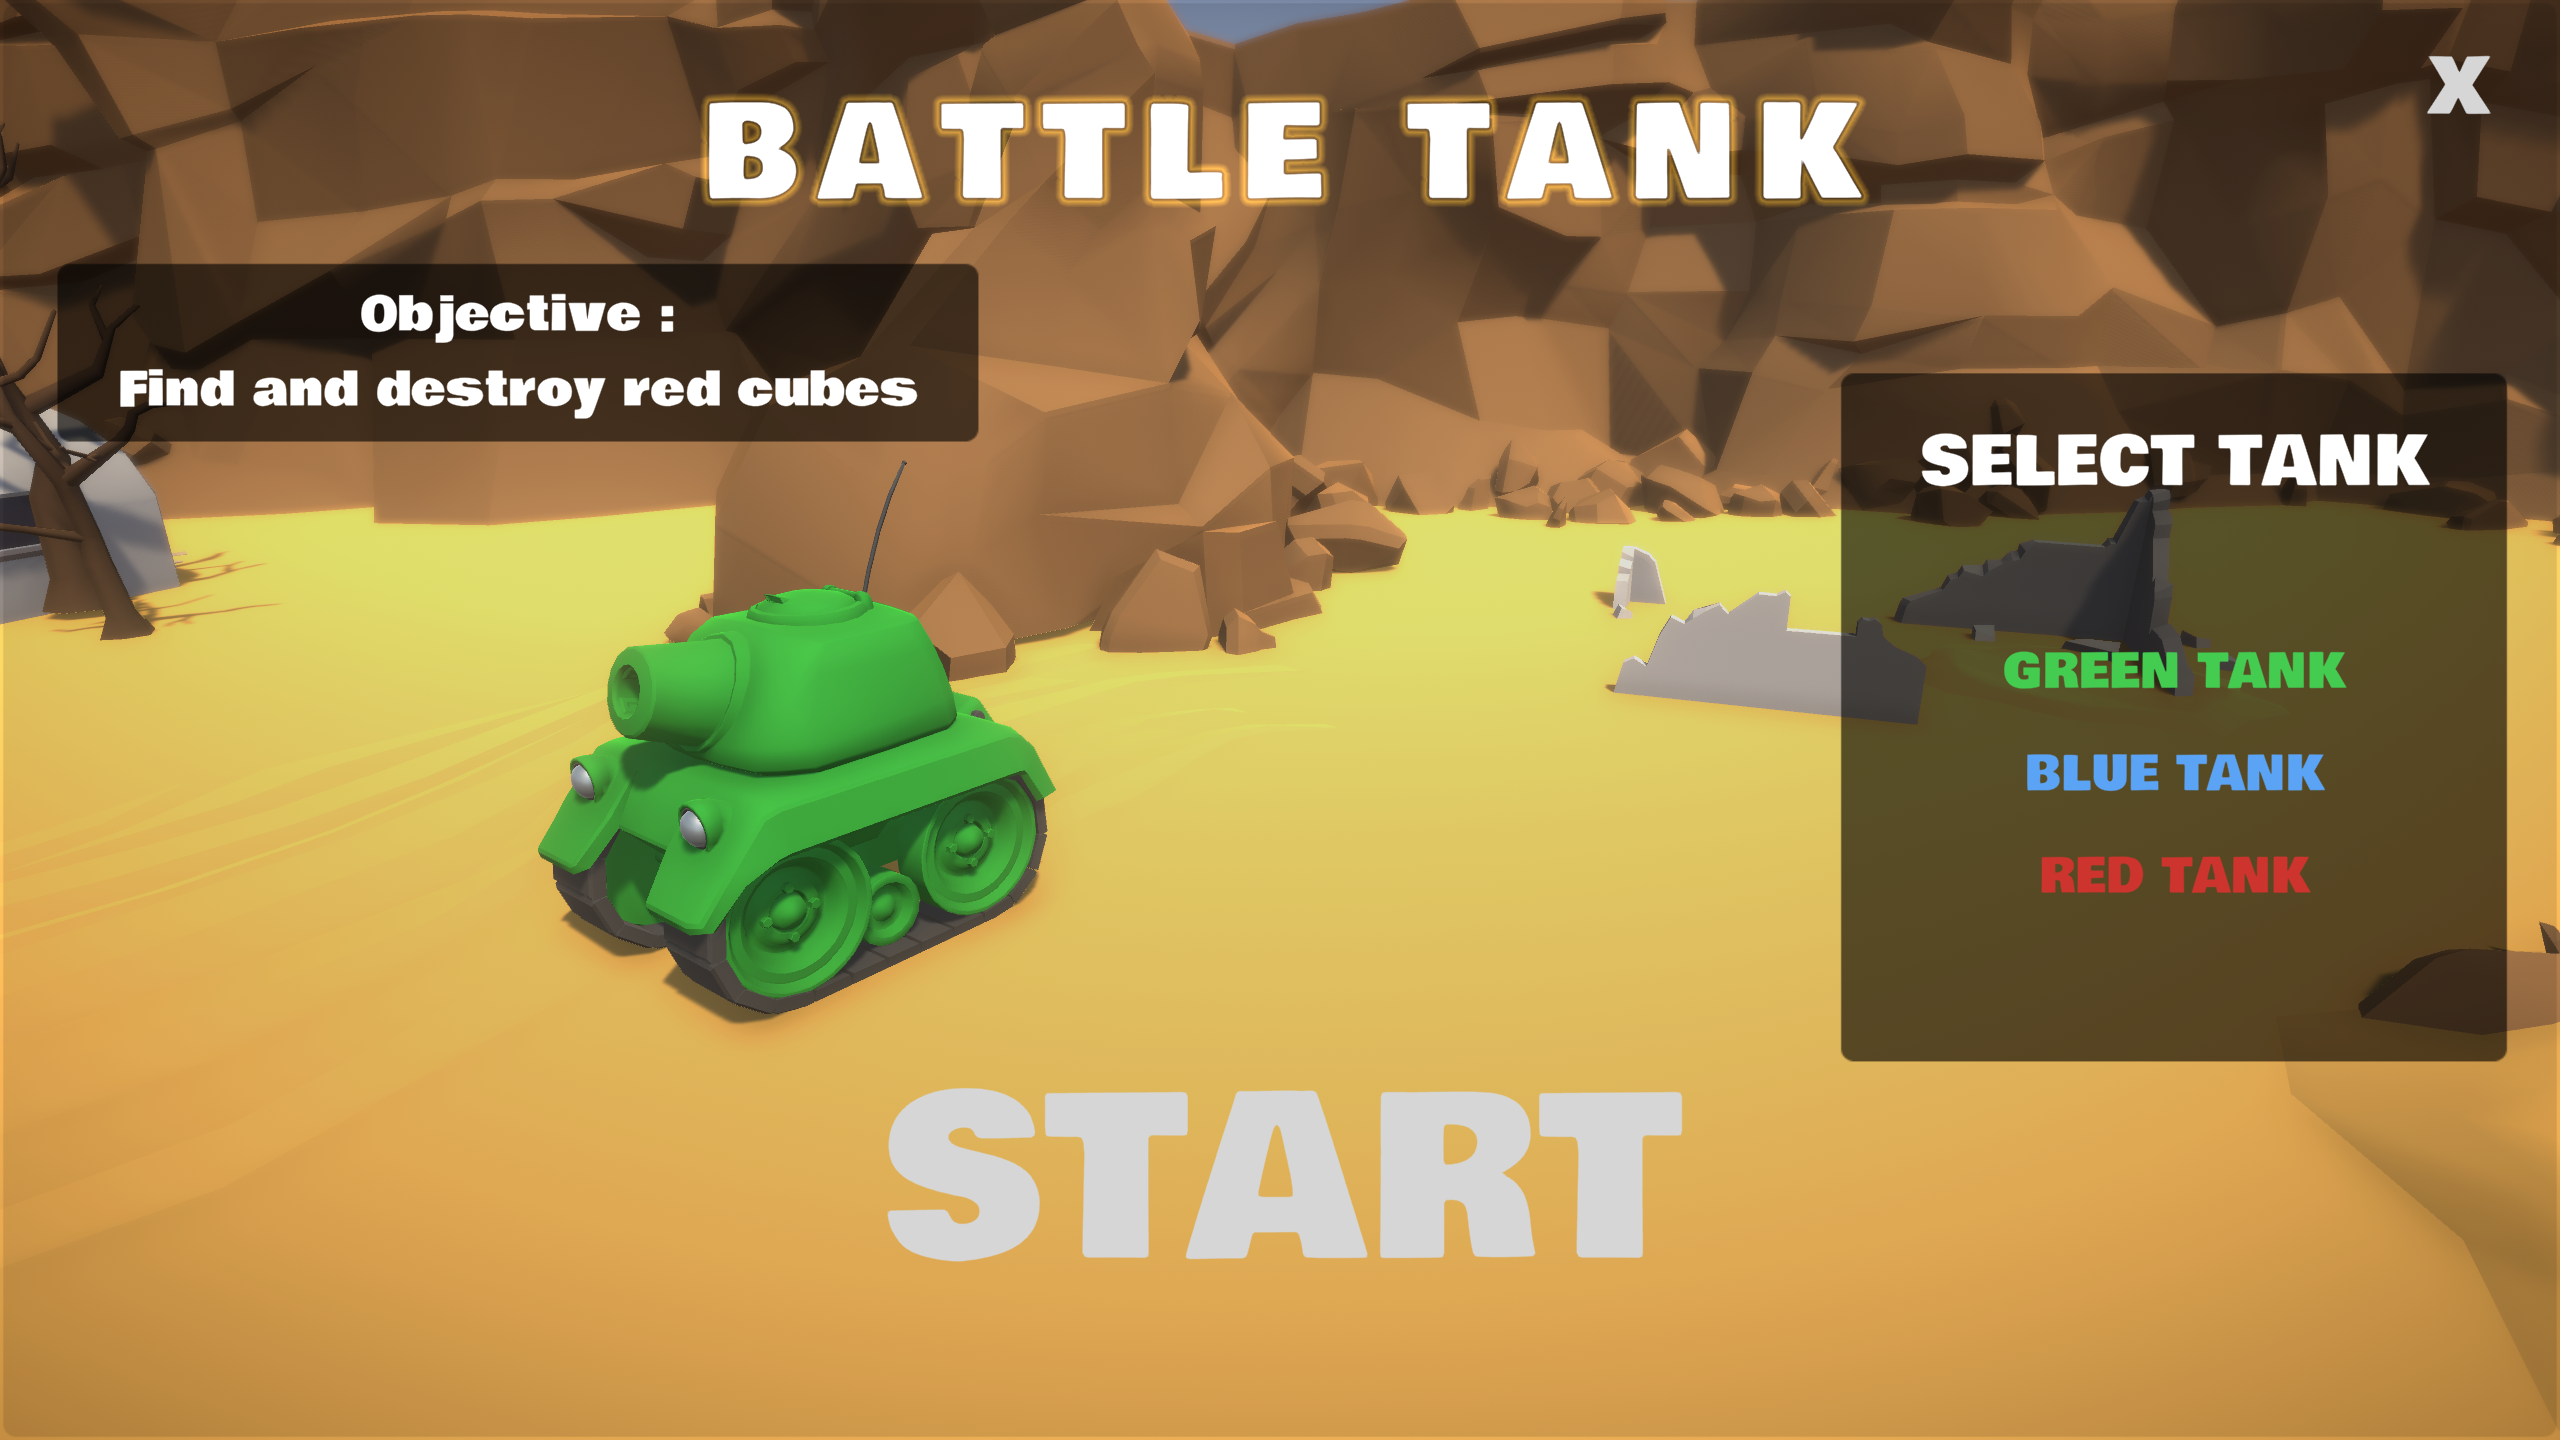 BATTLE TANK
X
Objective :
Find and destroy red cubes
SELECT TANK
GREEN TANK
BLUE TANK
RED TANK
START